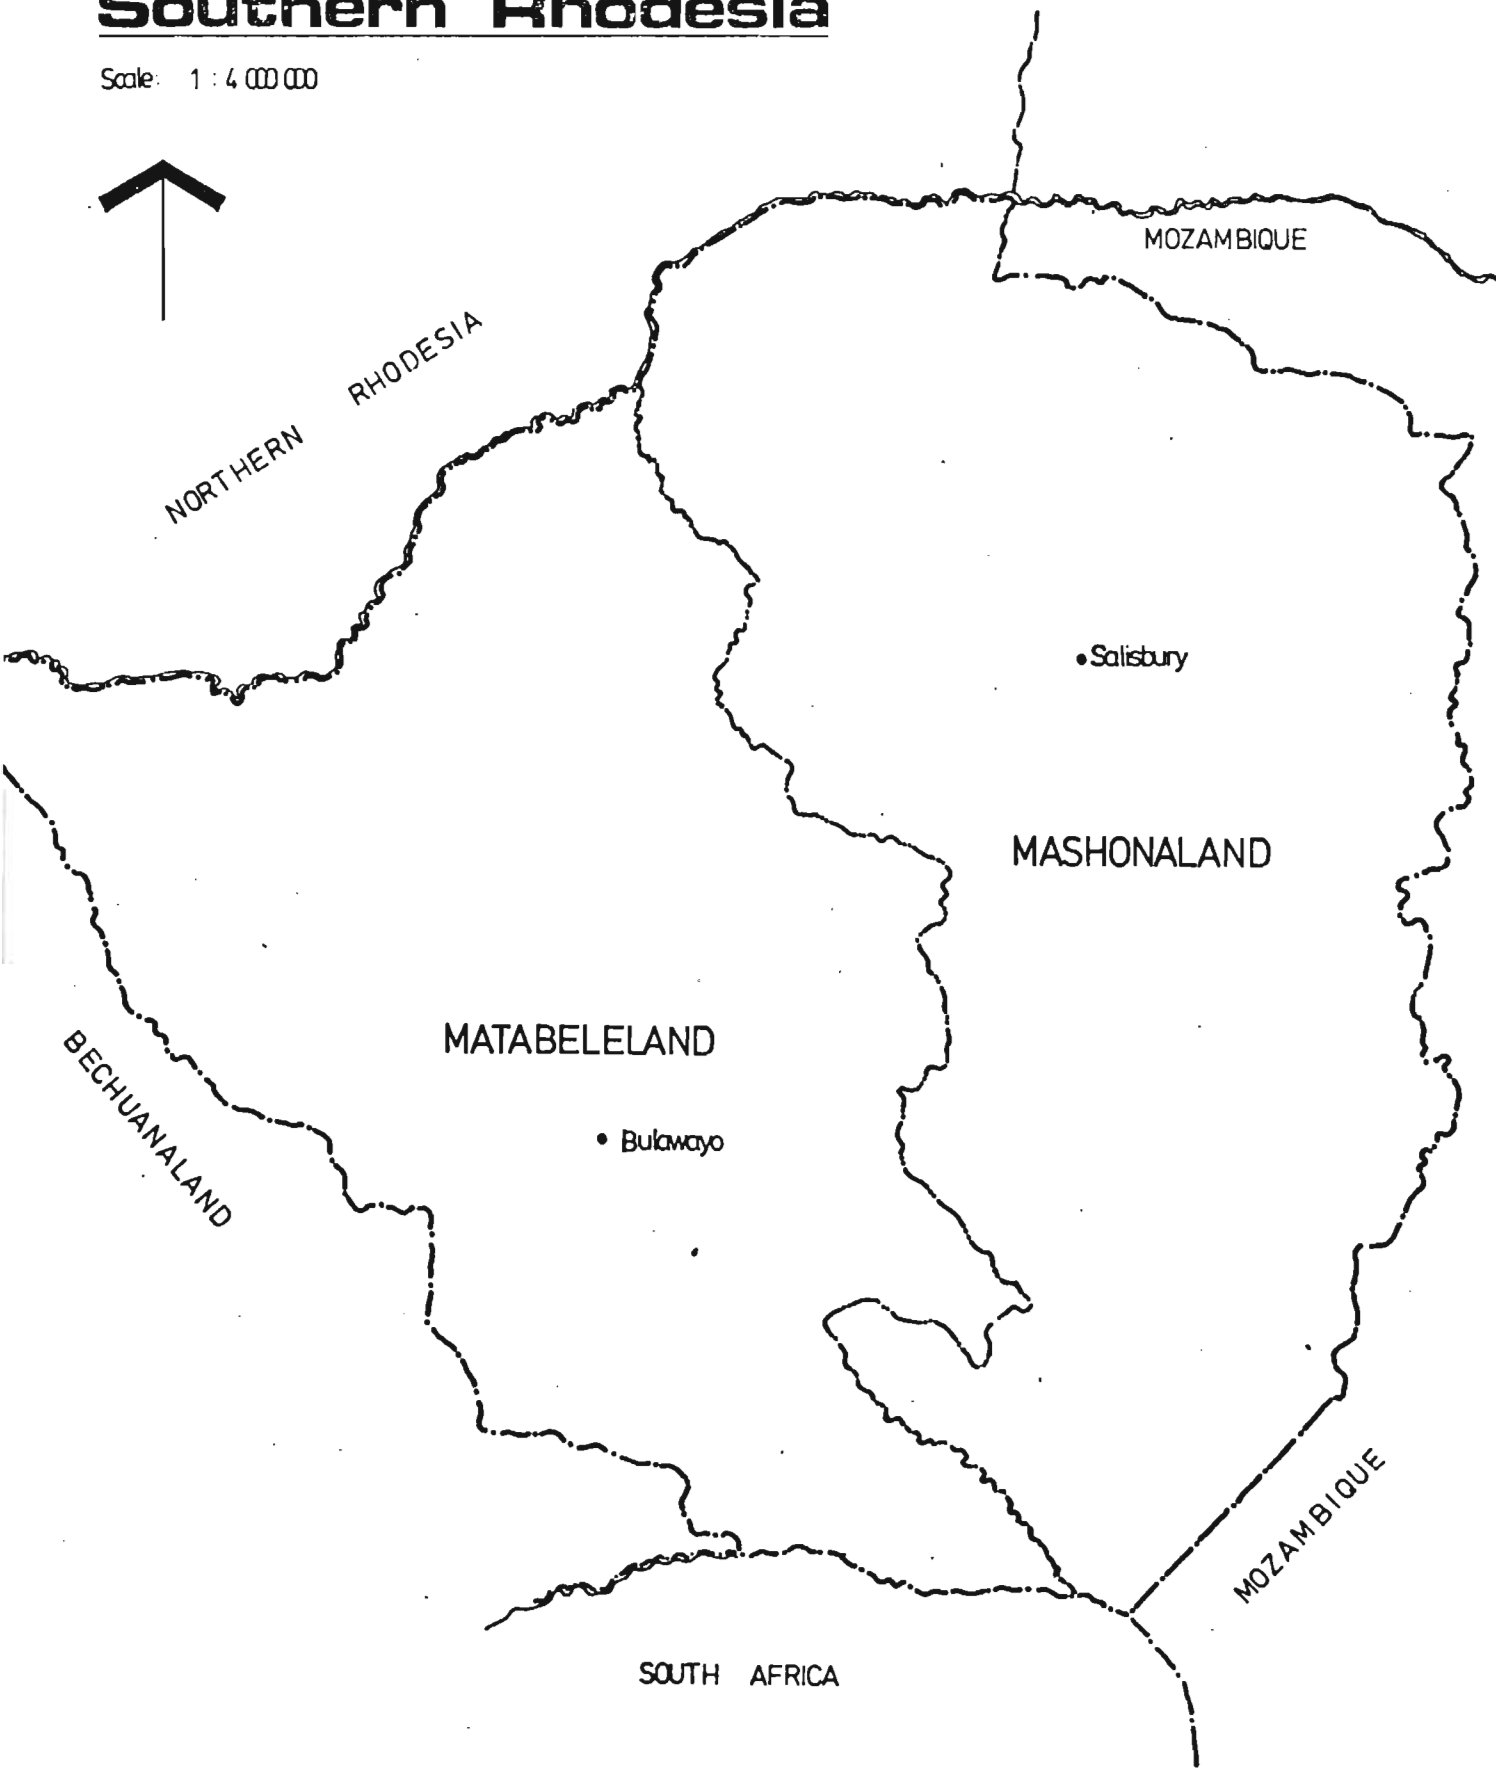 Southern Rhodesia
Scale: 1 : 4 000 000
MOZAMBIQUE
NORTHERN RHODESIA
Salisbury
MASHONALAND
MATABELELAND
BECHUANALAND
Bulawayo
MOZAMBIQUE
SOUTH AFRICA